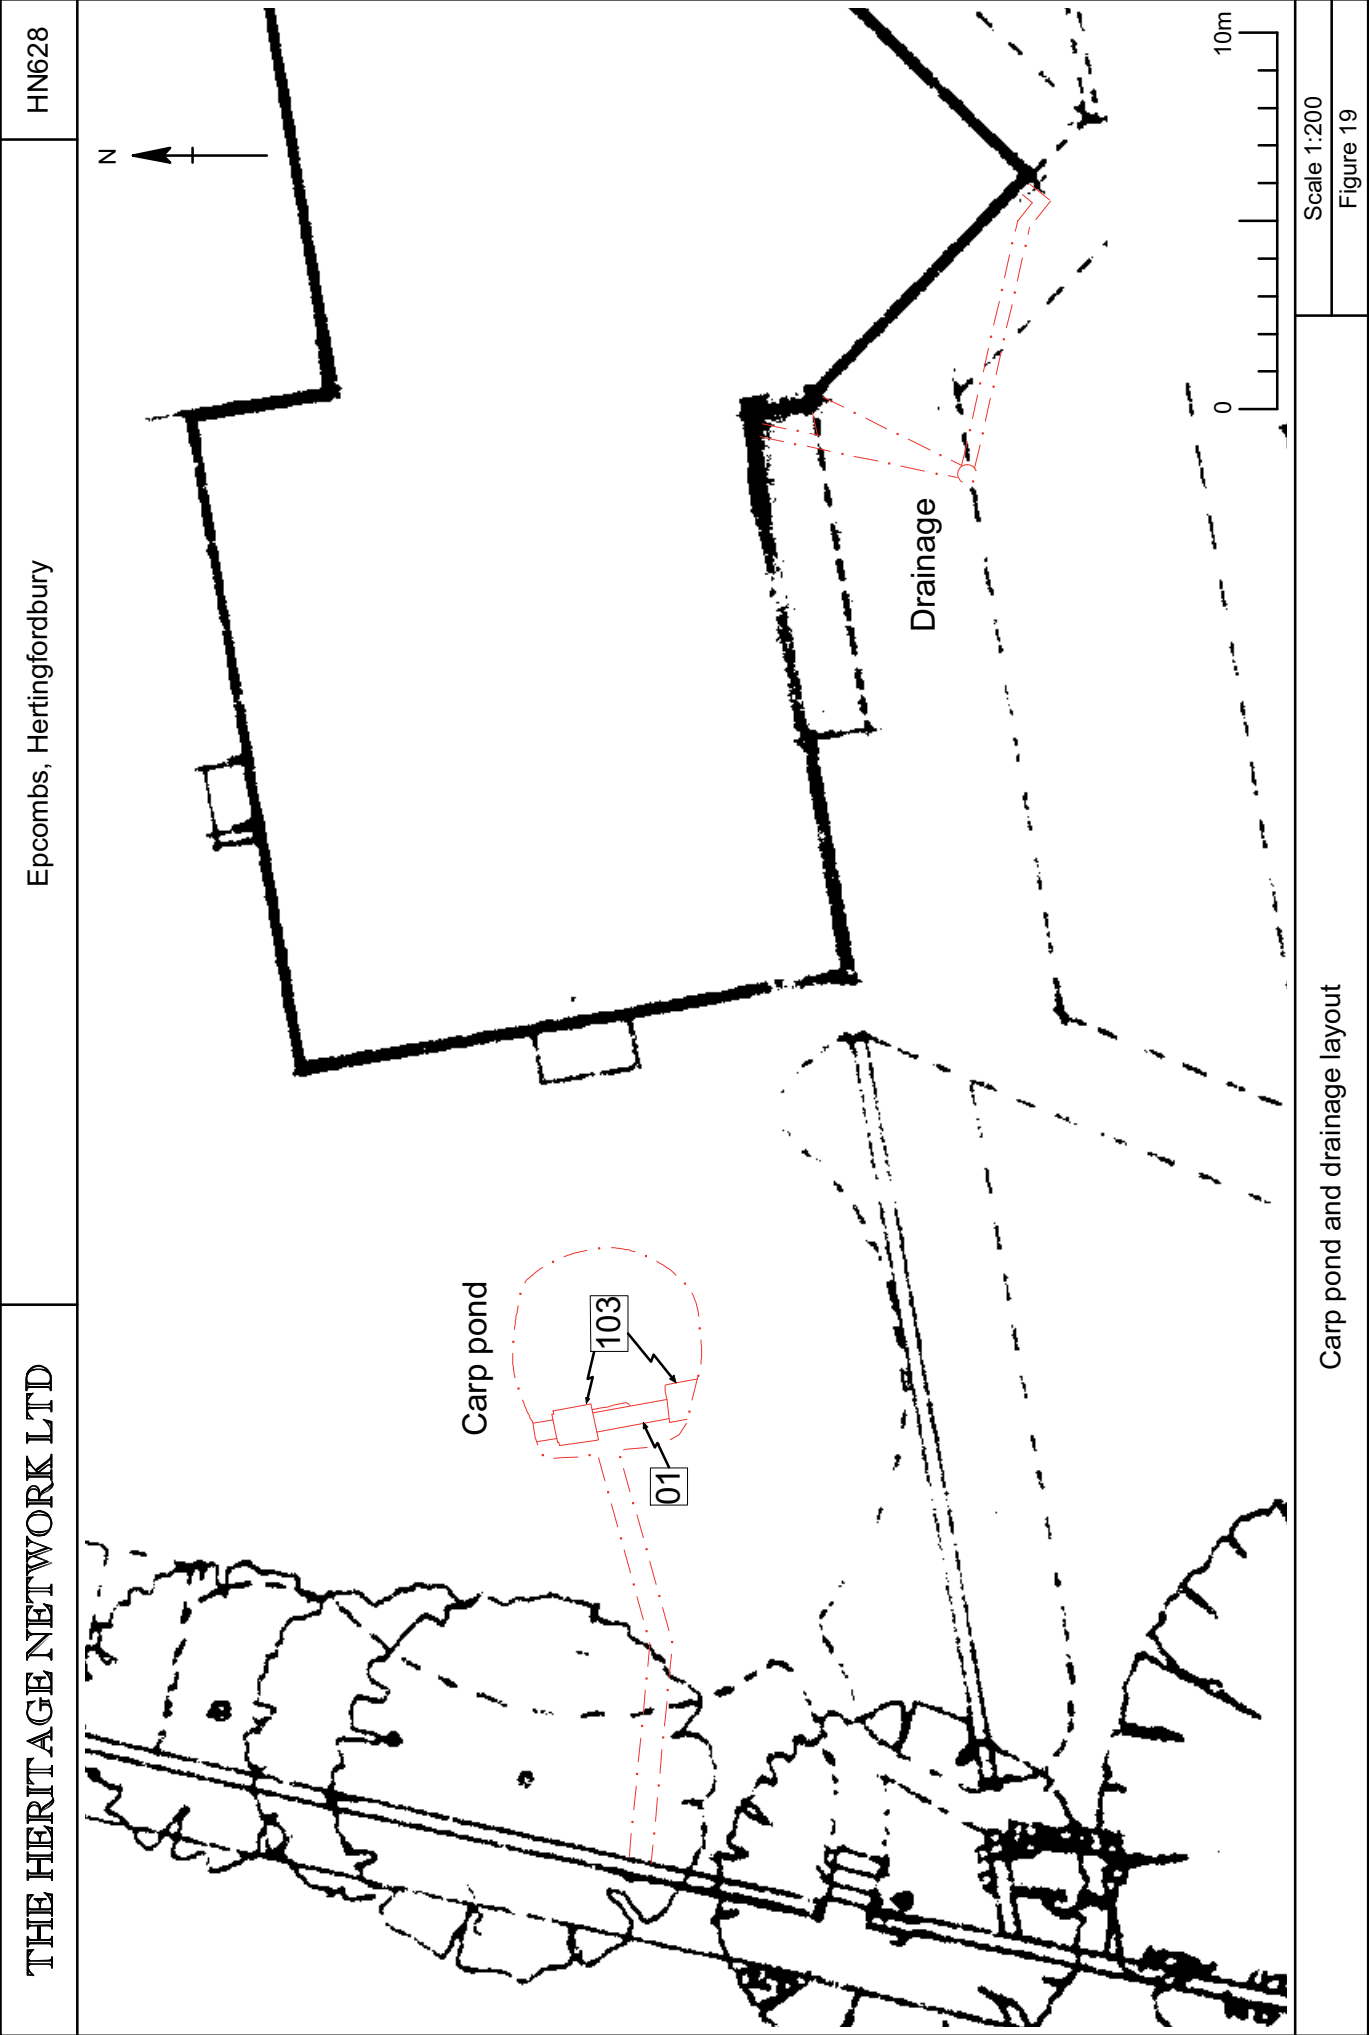 THE HERITAGE NETWORK LTD
Epcombs, Hertingfordbury
HN628
N
Carp pond
103
01
Drainage
0
10m
Carp pond and drainage layout
Scale 1:200
Figure 19